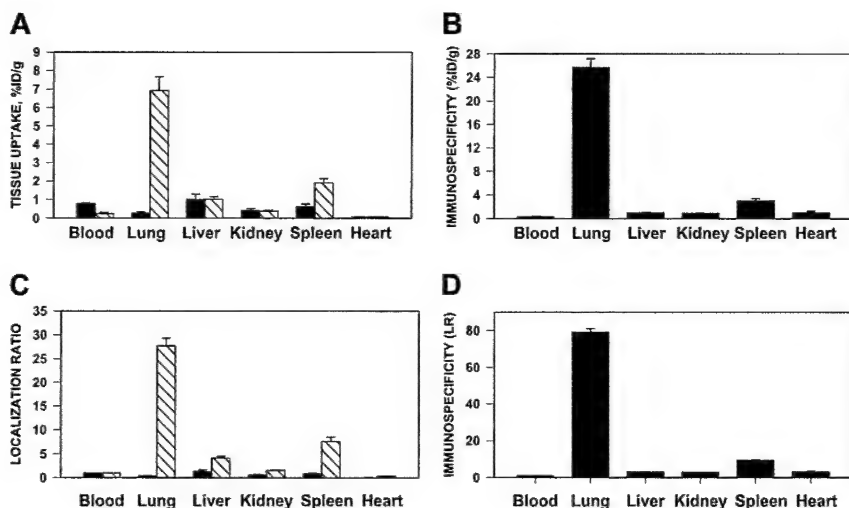 A
TISSUE UPTAKE, %ID/g
9
8
7
6
5
4
3
2
1
0
Blood Lung Liver Kidney Spleen Heart
B
IMMUNOSPECIFICITY (%ID/g)
28
24
20
16
12
8
4
0
Blood Lung Liver Kidney Spleen Heart
C
LOCALIZATION RATIO
35
30
25
20
15
10
5
0
Blood Lung Liver Kidney Spleen Heart
D
IMMUNOSPECIFICITY (LR)
80
60
40
20
0
Blood Lung Liver Kidney Spleen Heart